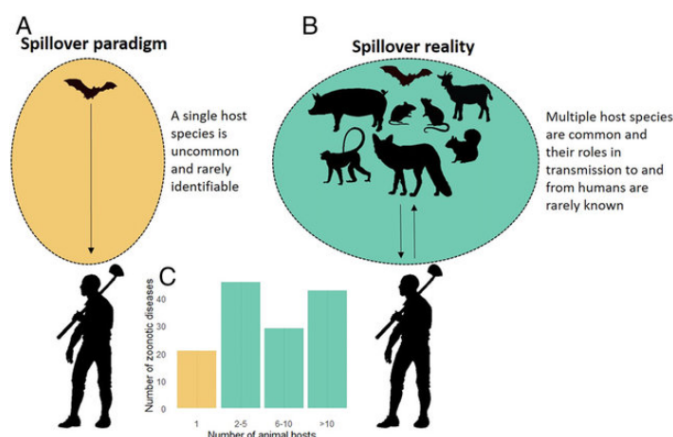 A
Spillover paradigm
A single host
species is
uncommon
and rarely
identifiable
B
Spillover reality
Multiple host species
are common and
their roles in
transmission to and
from humans are
rarely known
C
Number of zoonotic diseases
40
30
20
10
0
1
2-5
6-10
>10
Number of animal hosts